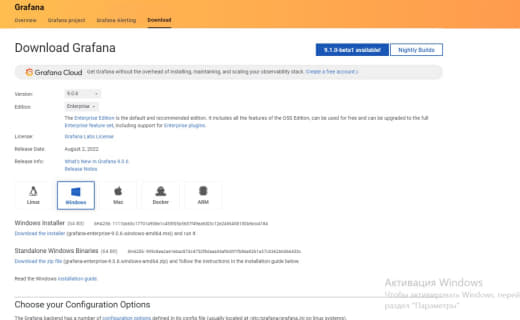 Grafana
Overview Grafana project Grafana Alerting Download
Download Grafana
9.1.0-beta1 available!
Nightly Builds
Grafana Cloud Get Grafana without the overhead of installing, maintaining, and scaling your observability stack. Create a free account
Version: 9.0.6
Edition: Enterprise
The Enterprise Edition is the default and recommended edition. It includes all the features of the OSS Edition, can be used for free and can be upgraded to the full
Enterprise feature set, including support for Enterprise plugins.
License: Grafana Labs License
Release Date: August 2, 2022
Release Info: What's New In Grafana 9.0.6
Release Notes
Linux Windows Mac Docker ARM
Windows Installer (64 Bit)
Download the installer (grafana-enterprise-9.0.6.windows-amd64.msi) and run it
Standalone Windows Binaries (64 Bit)
Download the zip file (grafana-enterprise-9.0.6.windows-amd64.zip) and follow the instructions in the installation guide below.
Read the Windows installation guide.
Активация Windows
Чтобы активировать Windows, перей
раздел "Параметры"
Choose your Configuration Options
The Grafana backend has a number of configuration options defined in its config file (usually located at /etc/grafana/grafana.ini on linux systems).